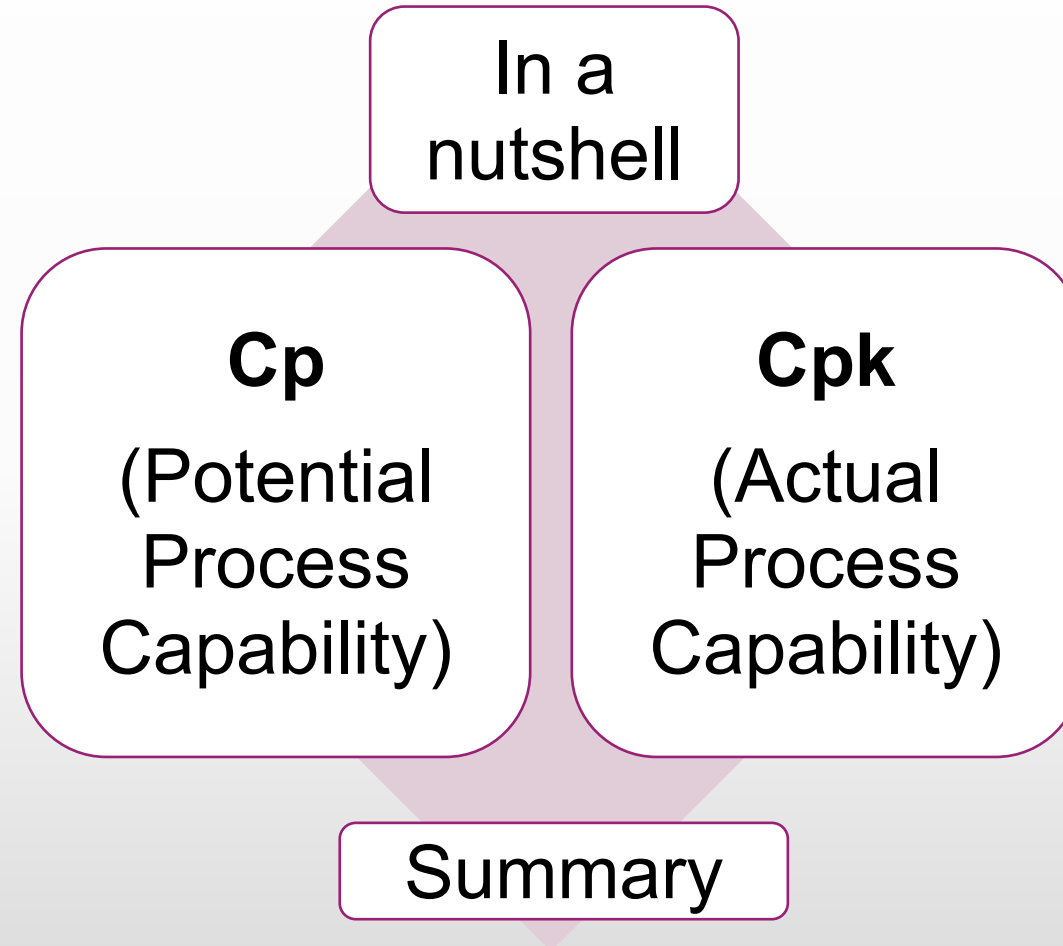 In a
nutshell
Cp
(Potential
Process
Capability)
Cpk
(Actual
Process
Capability)
Summary